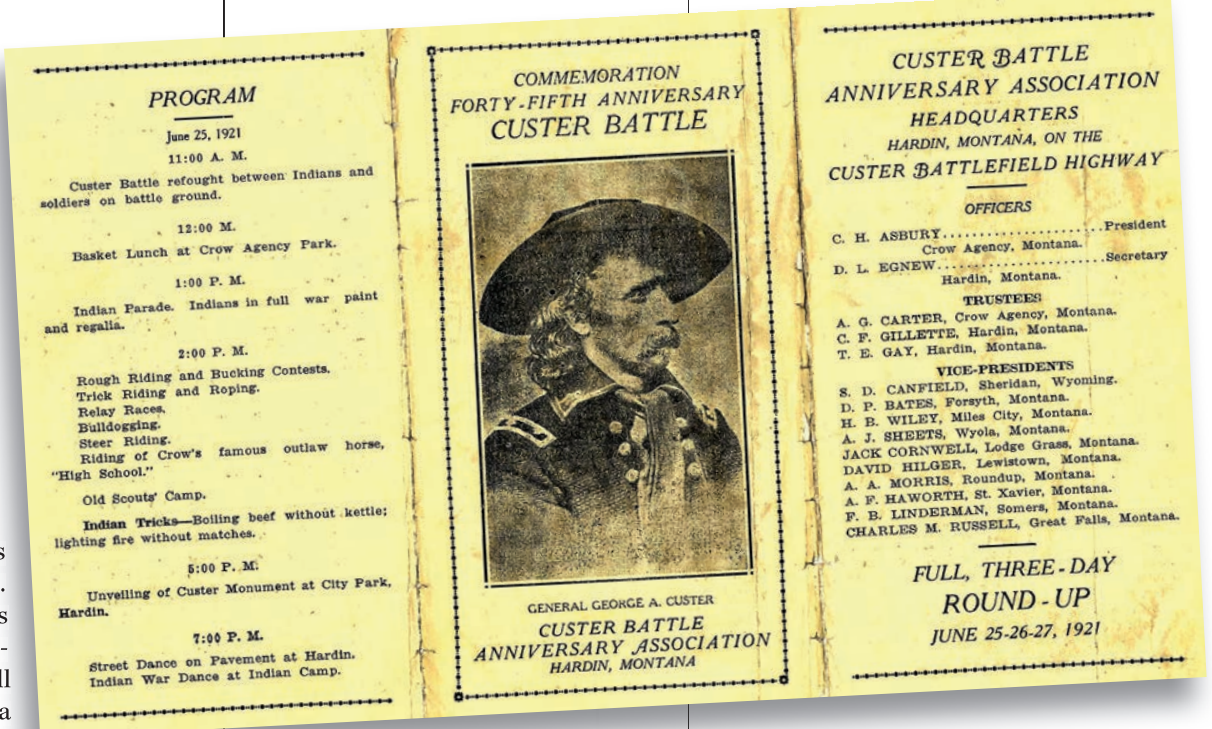 PROGRAM
June 25, 1921
11:00 A. M.
Custer Battle refought between Indians and
soldiers on battle ground.
12:00 M.
Basket Lunch at Crow Agency Park.
1:00 P. M.
Indian Parade. Indians in full war paint
and regalia.
2:00 P. M.
Rough Riding and Bucking Contests.
Trick Riding and Roping.
Relay Races.
Bulldogging.
Steer Riding.
Riding of Crow's famous outlaw horse,
"High School."
Old Scouts' Camp.
Indian Tricks—Boiling beef without kettle;
lighting fire without matches.
5:00 P. M.
Unveiling of Custer Monument at City Park,
Hardin.
7:00 P. M.
Street Dance on Pavement at Hardin.
Indian War Dance at Indian Camp.
COMMEMORATION
FORTY-FIFTH ANNIVERSARY
CUSTER BATTLE
GENERAL GEORGE A. CUSTER
CUSTER BATTLE
ANNIVERSARY ASSOCIATION
HARDIN, MONTANA
CUSTER BATTLE
ANNIVERSARY ASSOCIATION
HEADQUARTERS
HARDIN, MONTANA, ON THE
CUSTER BATTLEFIELD HIGHWAY
OFFICERS
C. H. ASBURY.......................President
Crow Agency, Montana.
D. L. EGNEW........................Secretary
Hardin, Montana.
TRUSTEES
A. G. CARTER, Crow Agency, Montana.
C. F. GILLETTE, Hardin, Montana.
T. E. GAY, Hardin, Montana.
VICE-PRESIDENTS
S. D. CANFIELD, Sheridan, Wyoming.
D. P. BATES, Forsyth, Montana.
H. B. WILEY, Miles City, Montana.
A. J. SHEETS, Wyola, Montana.
JACK CORNWELL, Lodge Grass, Montana.
DAVID HILGER, Lewistown, Montana.
A. A. MORRIS, Roundup, Montana.
A. F. HAWORTH, St. Xavier, Montana.
F. B. LINDERMAN, Somers, Montana.
CHARLES M. RUSSELL, Great Falls, Montana.
FULL, THREE-DAY
ROUND-UP
JUNE 25-26-27, 1921
s
.
s
-
ll
a